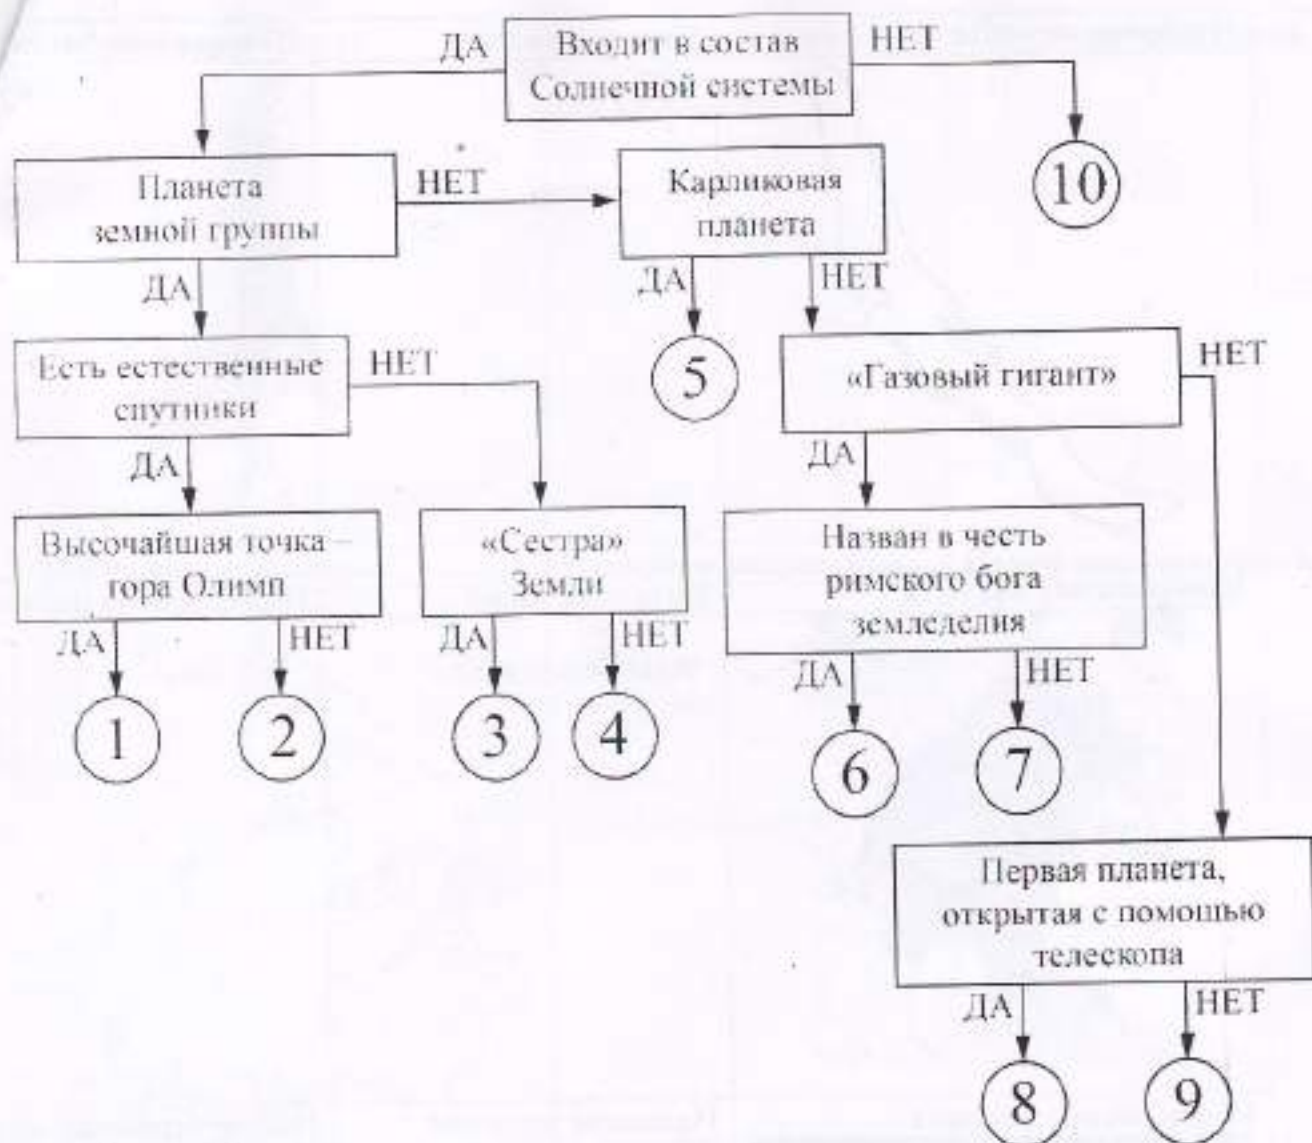 ДА
Входит в состав
Солнечной системы
НЕТ
Планета
земной группы
НЕТ
Карликовая
планета
10
ДА
ДА
НЕТ
Есть естественные
спутники
НЕТ
5
«Газовый гигант»
НЕТ
ДА
ДА
Высочайшая точка –
гора Олимп
«Сестра»
Земли
Назван в честь
римского бога
земледелия
ДА
НЕТ
ДА
НЕТ
ДА
НЕТ
1
2
3
4
6
7
Первая планета,
открытая с помощью
телескопа
ДА
НЕТ
8
9